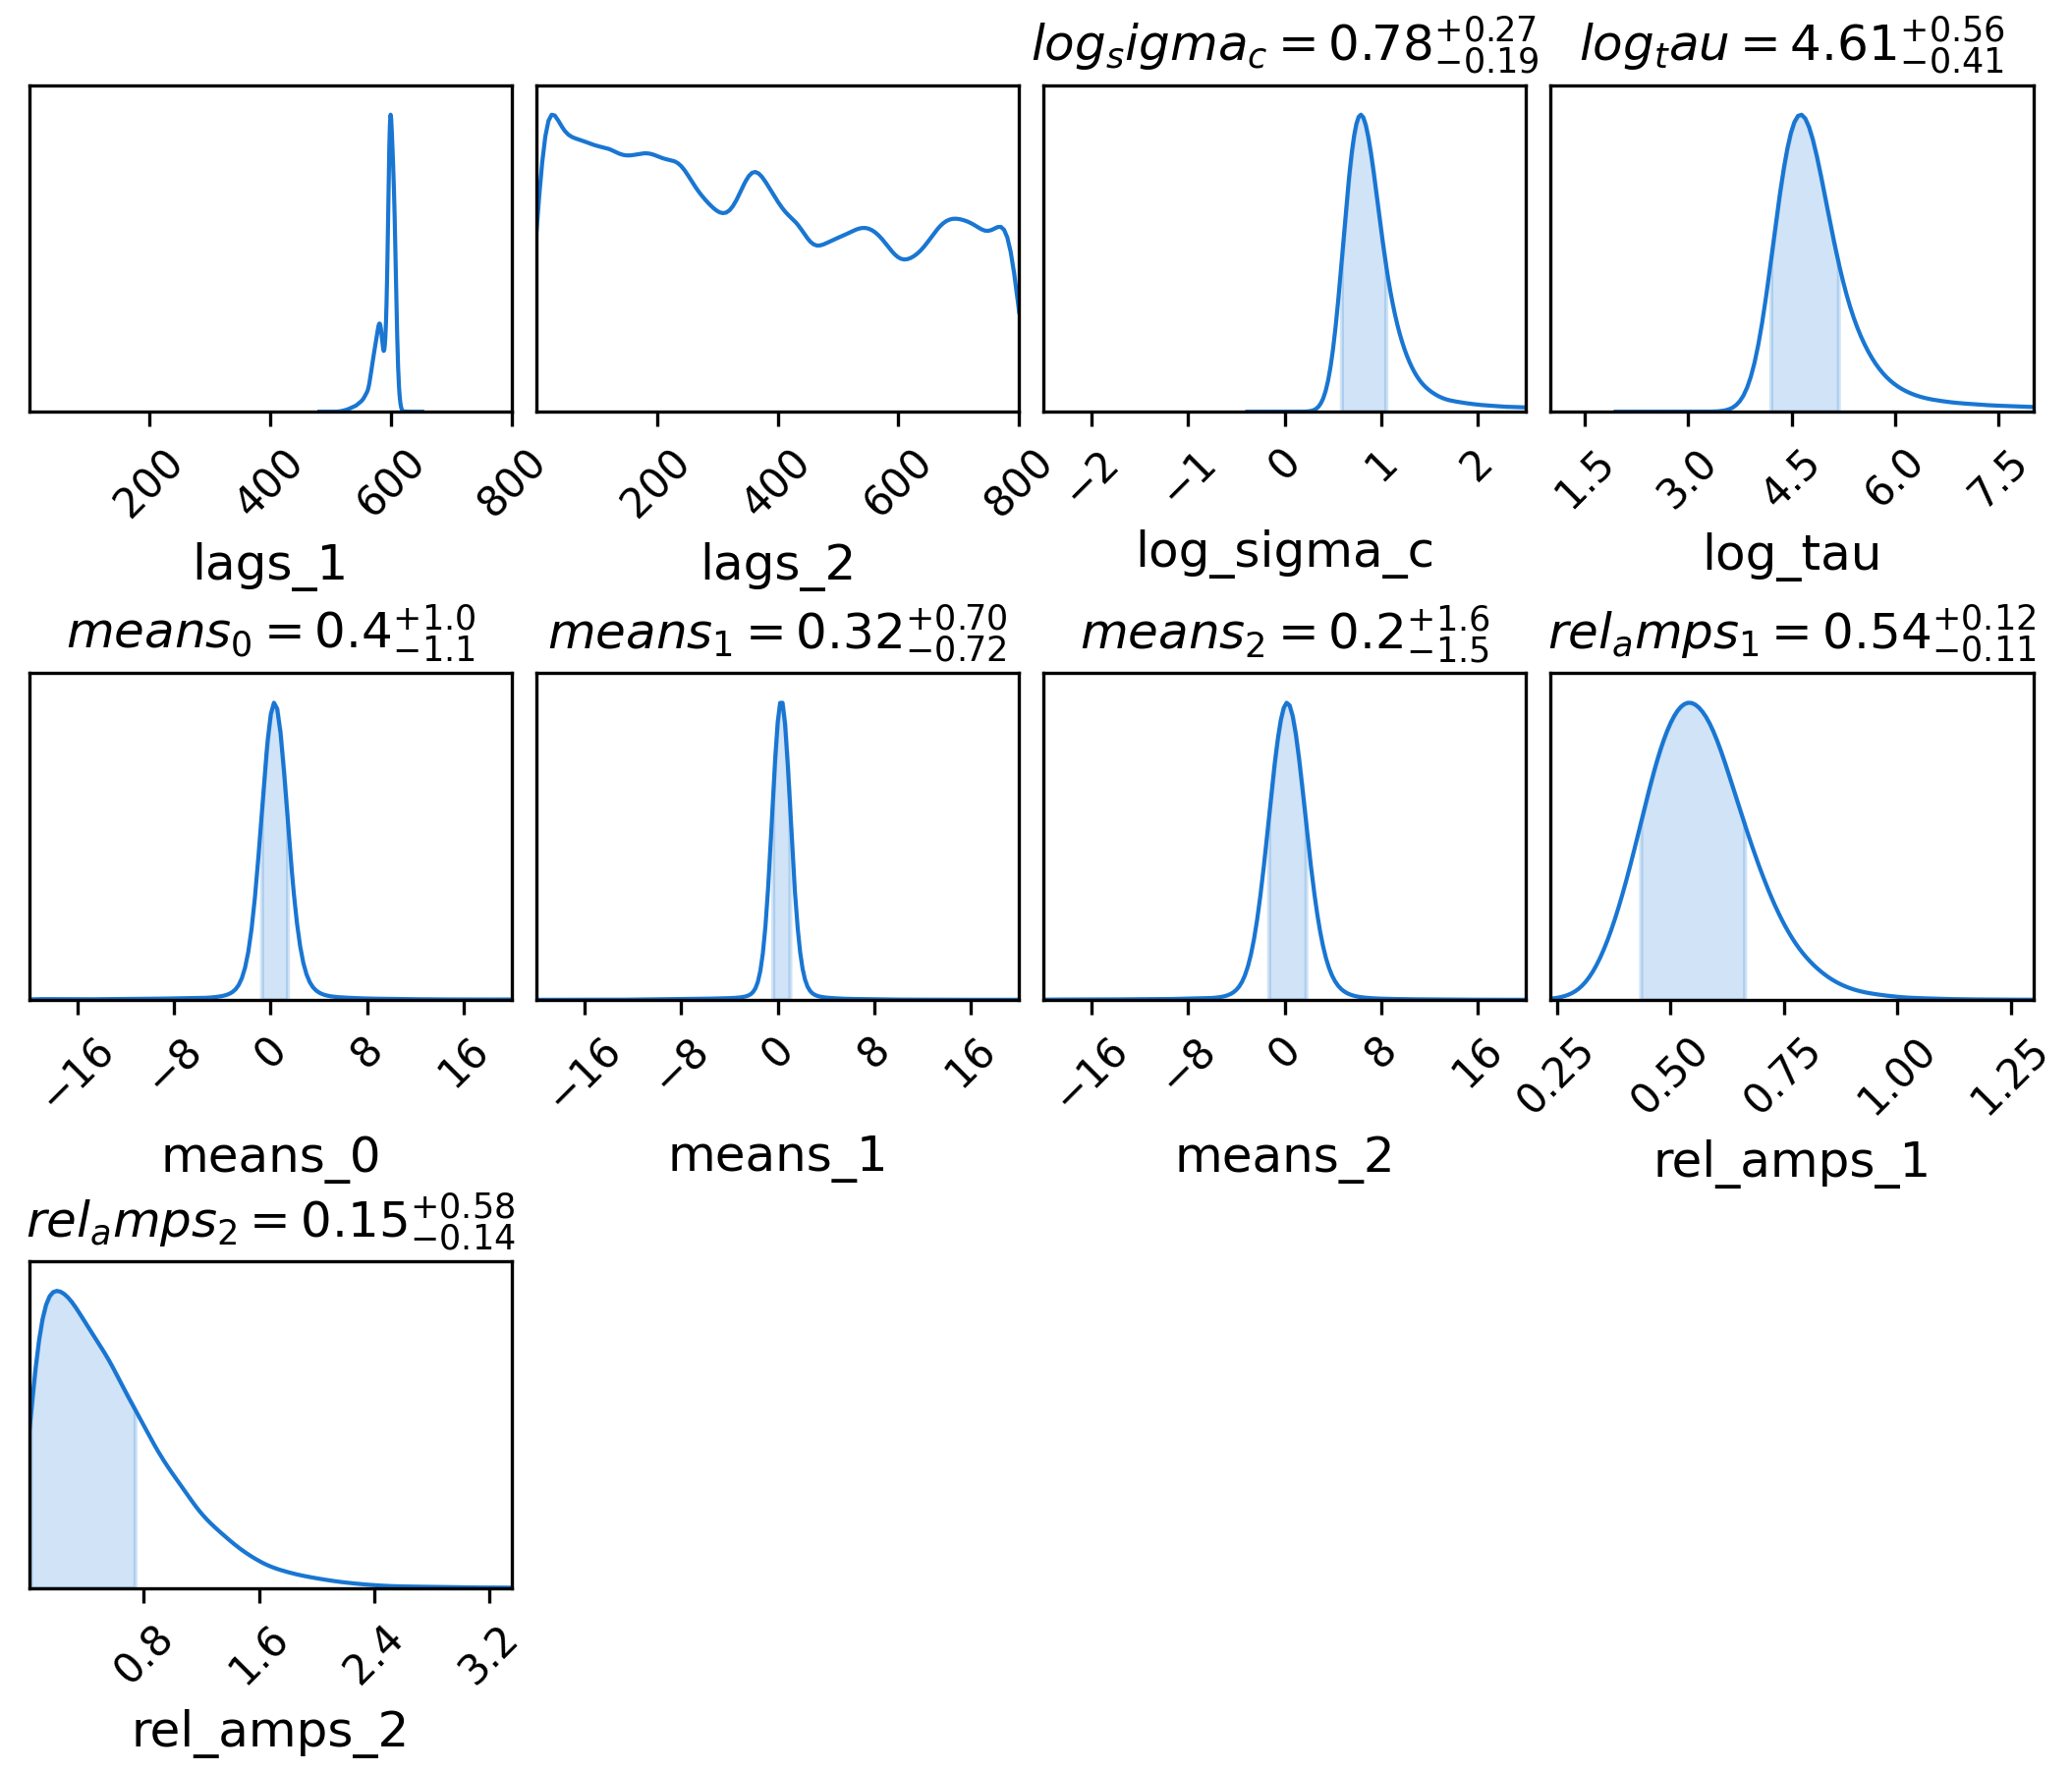 log_sigma_c = 0.78^{+0.27}_{-0.19} log_tau = 4.61^{+0.56}_{-0.41}
200 400 600 800 200 400 600 800 −2 −1 0 1 2 1.5 3.0 4.5 6.0 7.5
lags_1 lags_2 log_sigma_c log_tau
means_0 = 0.4^{+1.0}_{-1.1} means_1 = 0.32^{+0.70}_{-0.72} means_2 = 0.2^{+1.6}_{-1.5} rel_amps_1 = 0.54^{+0.12}_{-0.11}
−16 −8 0 8 16 −16 −8 0 8 16 −16 −8 0 8 16 0.25 0.50 0.75 1.00 1.25
means_0 means_1 means_2 rel_amps_1
rel_amps_2 = 0.15^{+0.58}_{-0.14}
0.8 1.6 2.4 3.2
rel_amps_2